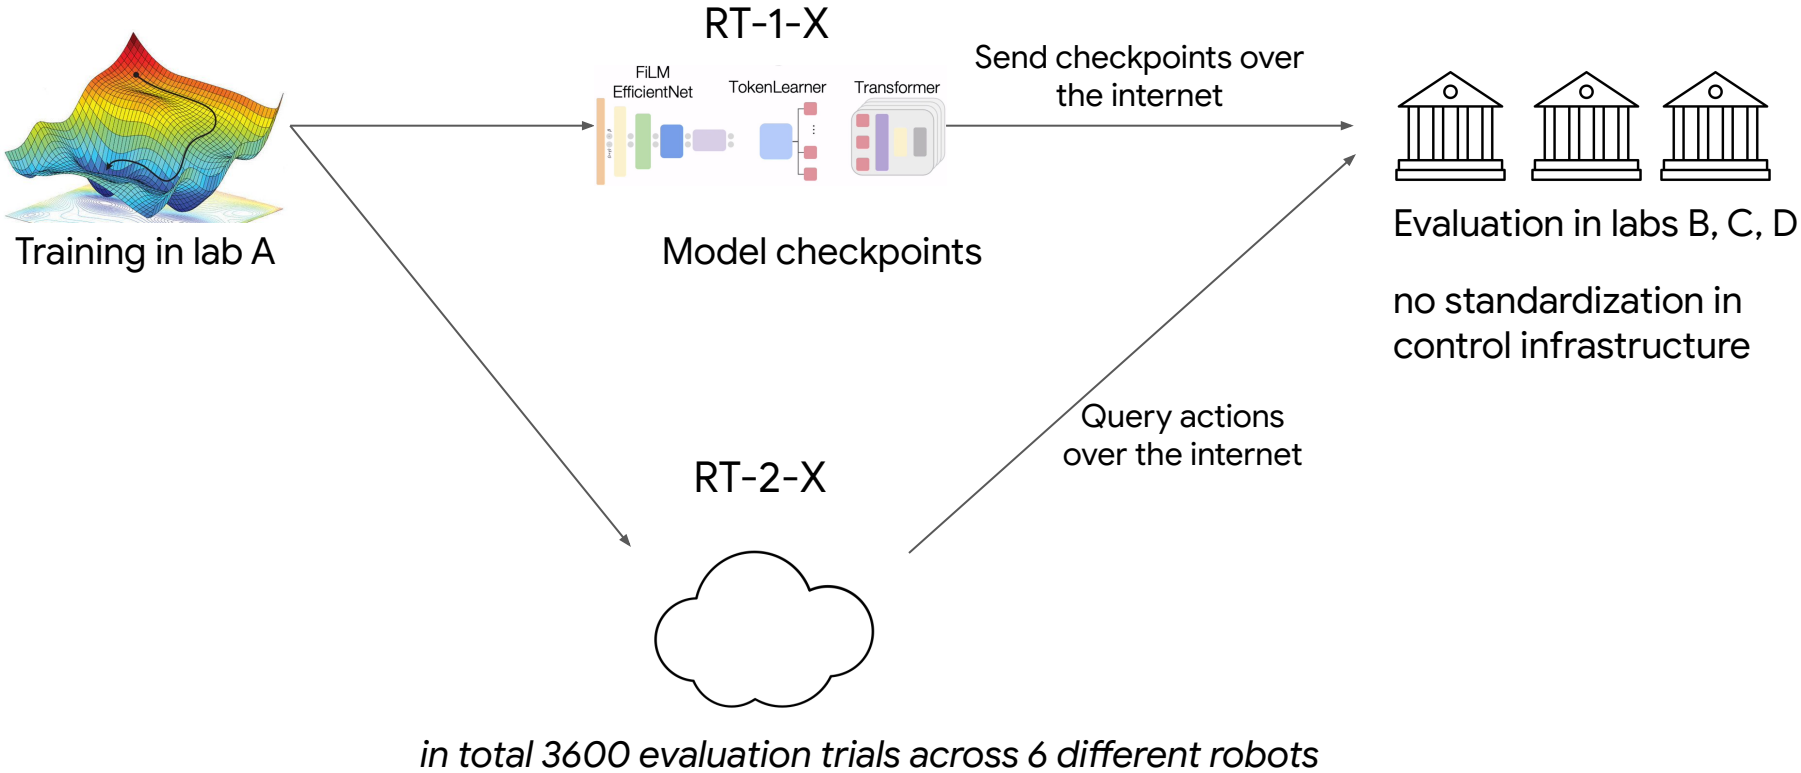 RT-1-X
FiLM
EfficientNet
TokenLearner
Transformer
Send checkpoints over
the internet
Training in lab A
Model checkpoints
Evaluation in labs B, C, D
no standardization in
control infrastructure
Query actions
over the internet
RT-2-X
in total 3600 evaluation trials across 6 different robots